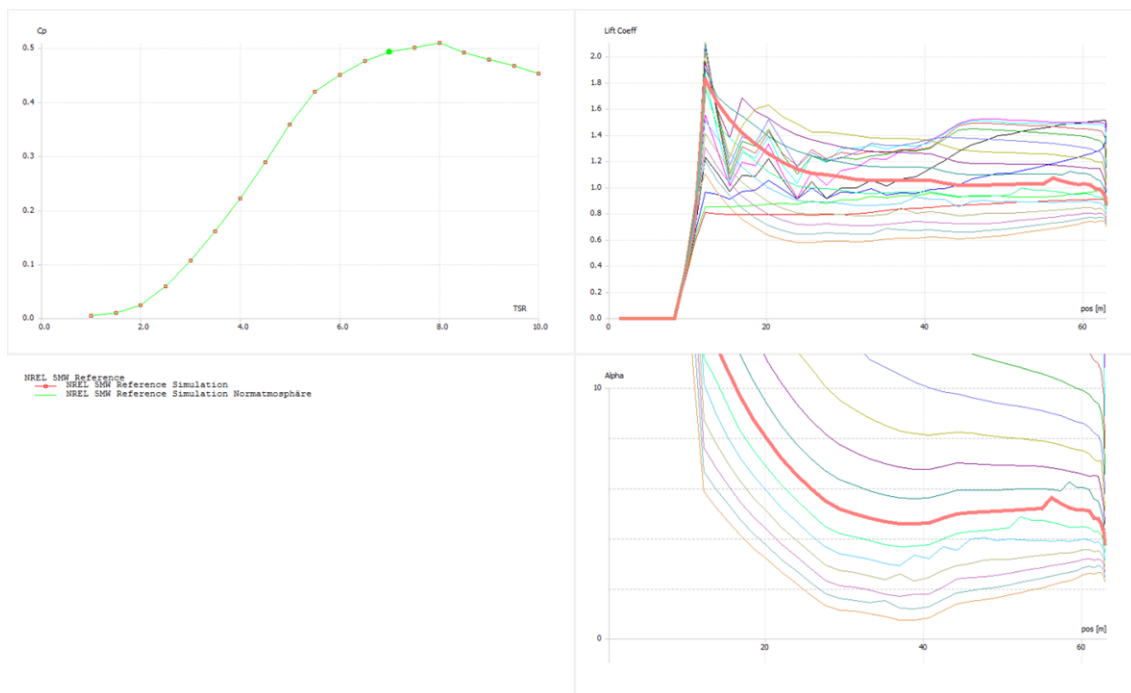 Cp
0.5
0.4
0.3
0.2
0.1
0.0
0.0 2.0 4.0 6.0 8.0 10.0
TSR
Lift Coeff
2.0
1.8
1.6
1.4
1.2
1.0
0.8
0.6
0.4
0.2
0.0
0 20 40 60
pos [m]
NREL 5MW Reference
NREL 5MW Reference Simulation
NREL 5MW Reference Simulation Normatmosphäre
Alpha
10
0
20 40 60
pos [m]